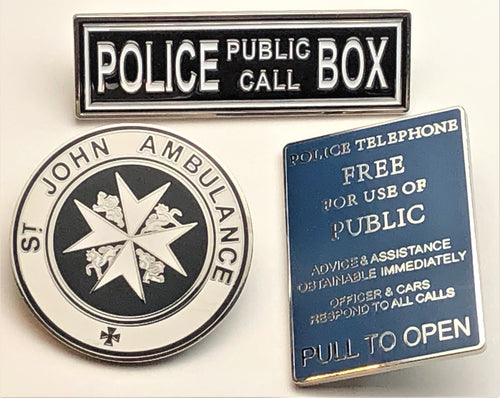 POLICE PUBLIC CALL BOX
ST JOHN AMBULANCE
POLICE TELEPHONE
FREE
FOR USE OF
PUBLIC
ADVICE & ASSISTANCE
OBTAINABLE IMMEDIATELY
OFFICER & CARS
RESPOND TO ALL CALLS
PULL TO OPEN